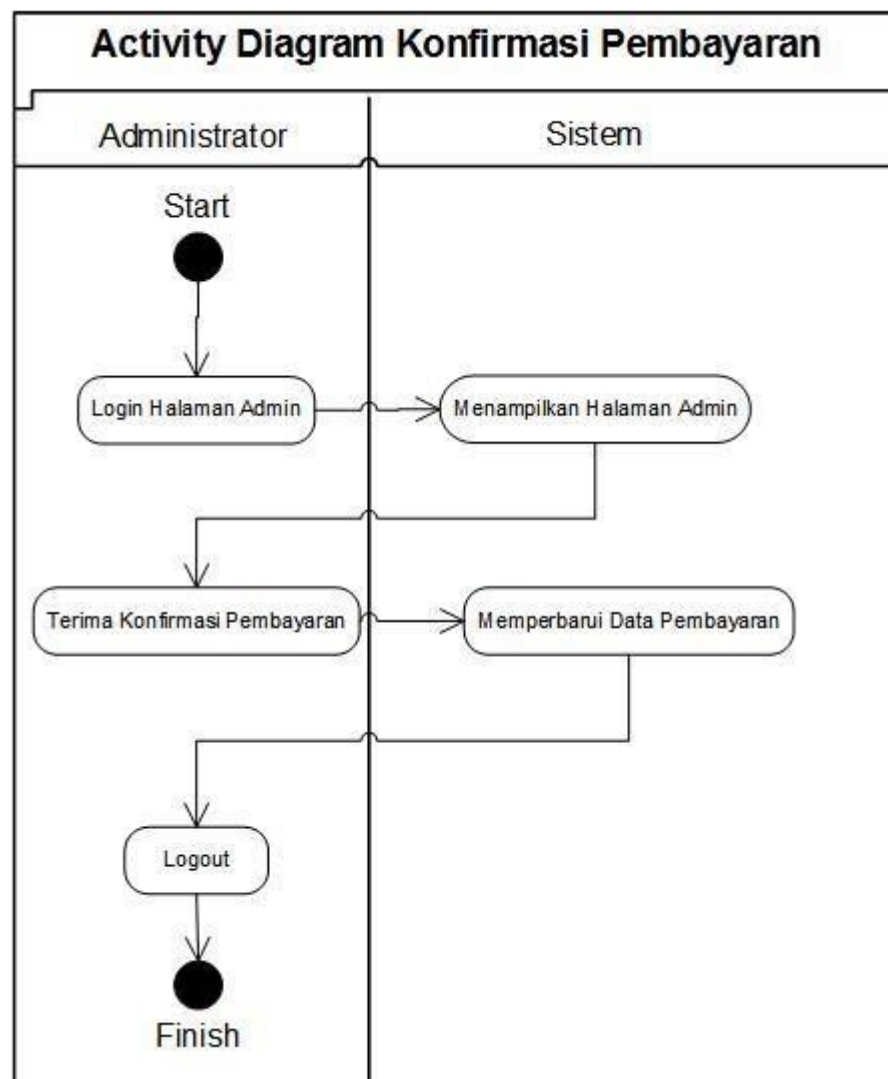 Activity Diagram Konfirmasi Pembayaran
Administrator
Sistem
Start
Login Halaman Admin
Menampilkan Halaman Admin
Terima Konfirmasi Pembayaran
Memperbarui Data Pembayaran
Logout
Finish